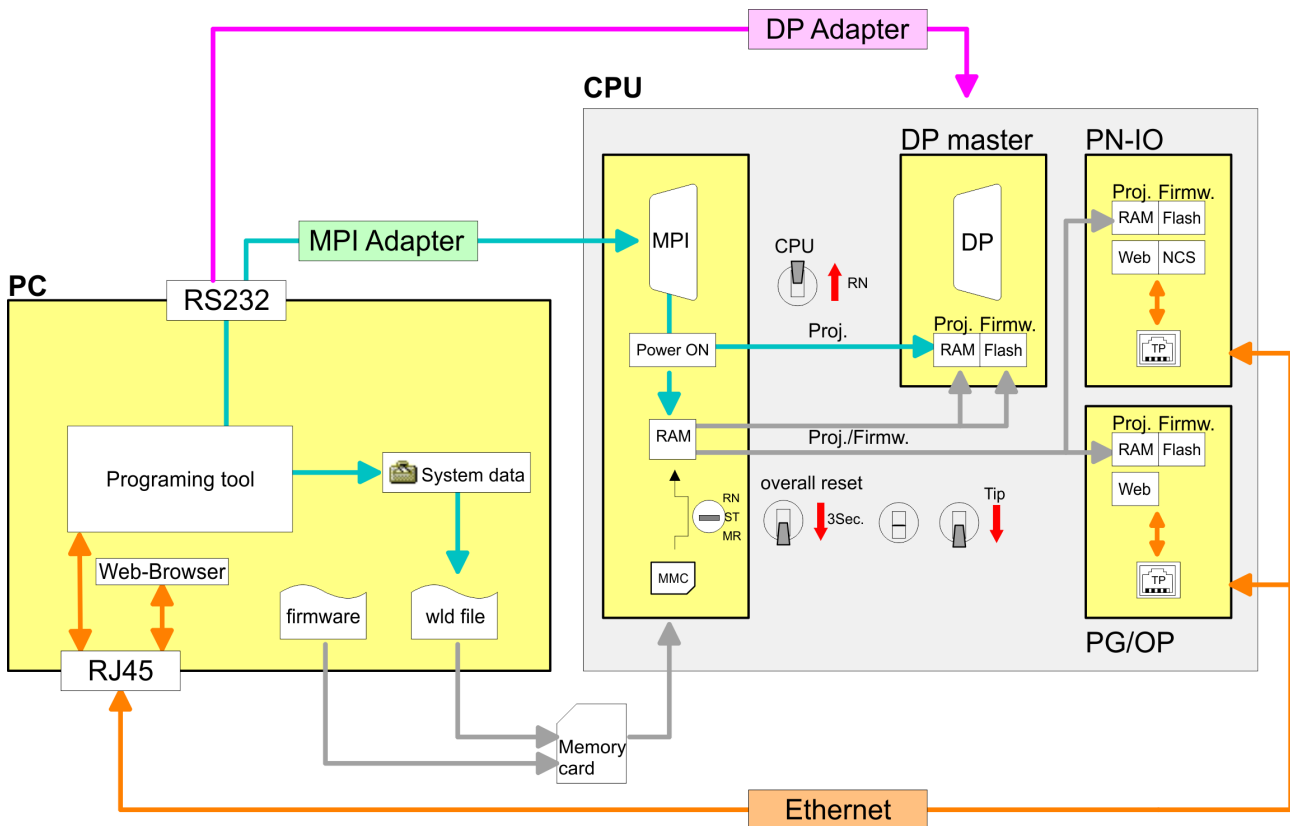 DP Adapter
CPU
DP master
PN-IO
MPI Adapter
MPI
CPU
RN
DP
Proj. Firmw.
RAM Flash
Web NCS
TP
PC
RS232
Power ON
Proj.
Proj. Firmw.
RAM Flash
RAM
Proj./Firmw.
Proj. Firmw.
RAM Flash
Web
TP
PG/OP
Programing tool
System data
RN
ST
MR
overall reset
3Sec.
Tip
MMC
Web-Browser
firmware
wld file
RJ45
Memory
card
Ethernet